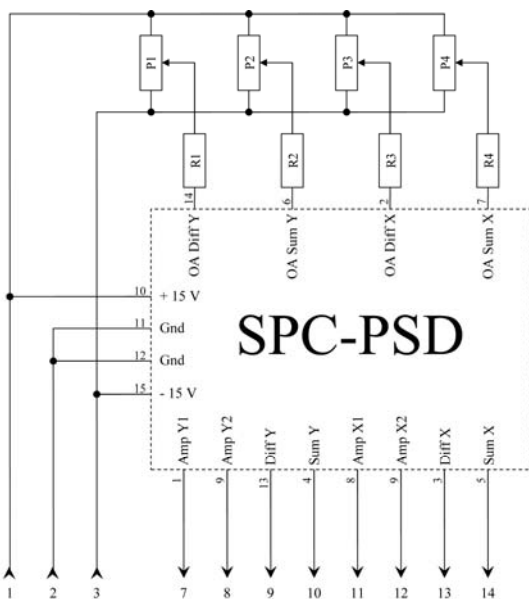 P1 P2 P3 P4
R1 R2 R3 R4
14 6 2 7
OA Diff Y OA Sum Y OA Diff X OA Sum X
10 + 15 V
11 Gnd
12 Gnd
15 - 15 V
SPC-PSD
Amp Y1 Amp Y2 Diff Y Sum Y Amp X1 Amp X2 Diff X Sum X
1 9 13 4 8 9 3 5
1 2 3 7 8 9 10 11 12 13 14